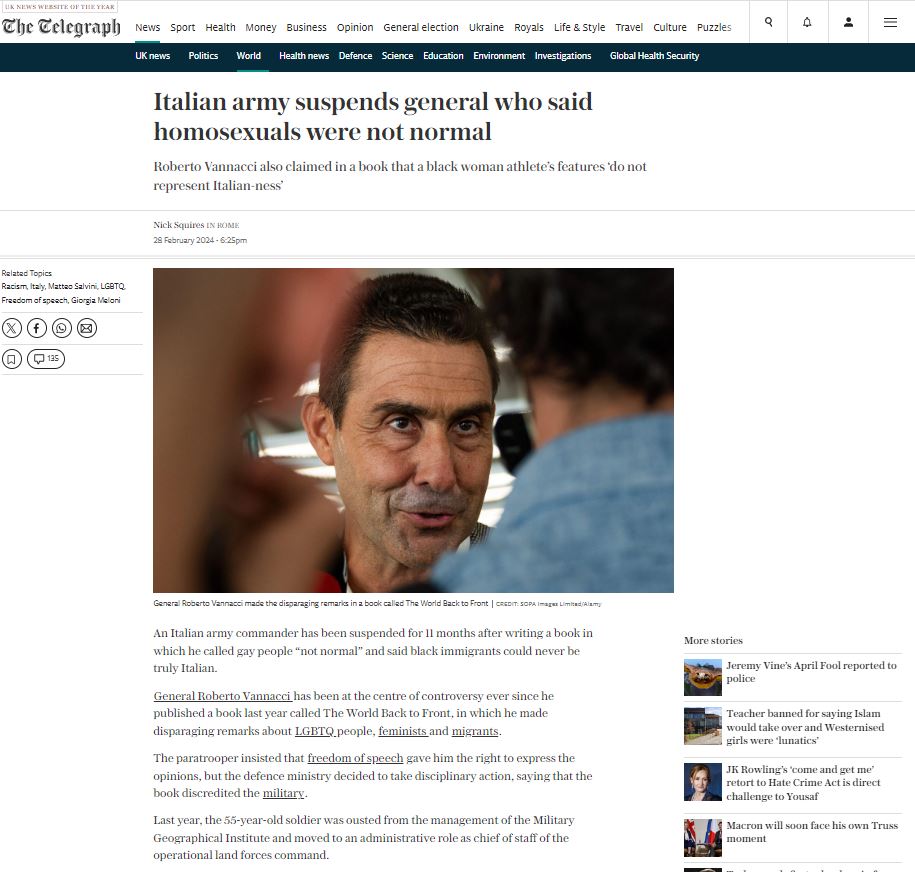 UK NEWS WEBSITE OF THE YEAR
The Telegraph
News Sport Health Money Business Opinion General election Ukraine Royals Life & Style Travel Culture Puzzles
UK news Politics World Health news Defence Science Education Environment Investigations Global Health Security
Italian army suspends general who said
homosexuals were not normal
Roberto Vannacci also claimed in a book that a black woman athlete's features ‘do not
represent Italian-ness’
Nick Squires IN ROME
28 February 2024 • 6:25pm
Related Topics
Racism, Italy, Matteo Salvini, LGBTQ,
Freedom of speech, Giorgia Meloni
135
General Roberto Vannacci made the disparaging remarks in a book called The World Back to Front | CREDIT: SOPA Images Limited/Alamy
An Italian army commander has been suspended for 11 months after writing a book in
which he called gay people “not normal” and said black immigrants could never be
truly Italian.
General Roberto Vannacci has been at the centre of controversy ever since he
published a book last year called The World Back to Front, in which he made
disparaging remarks about LGBTQ people, feminists and migrants.
The paratrooper insisted that freedom of speech gave him the right to express the
opinions, but the defence ministry decided to take disciplinary action, saying that the
book discredited the military.
Last year, the 55-year-old soldier was ousted from the management of the Military
Geographical Institute and moved to an administrative role as chief of staff of the
operational land forces command.
More stories
Jeremy Vine's April Fool reported to
police
Teacher banned for saying Islam
would take over and Westernised
girls were ‘lunatics’
JK Rowling's ‘come and get me’
retort to Hate Crime Act is direct
challenge to Yousaf
Macron will soon face his own Truss
moment